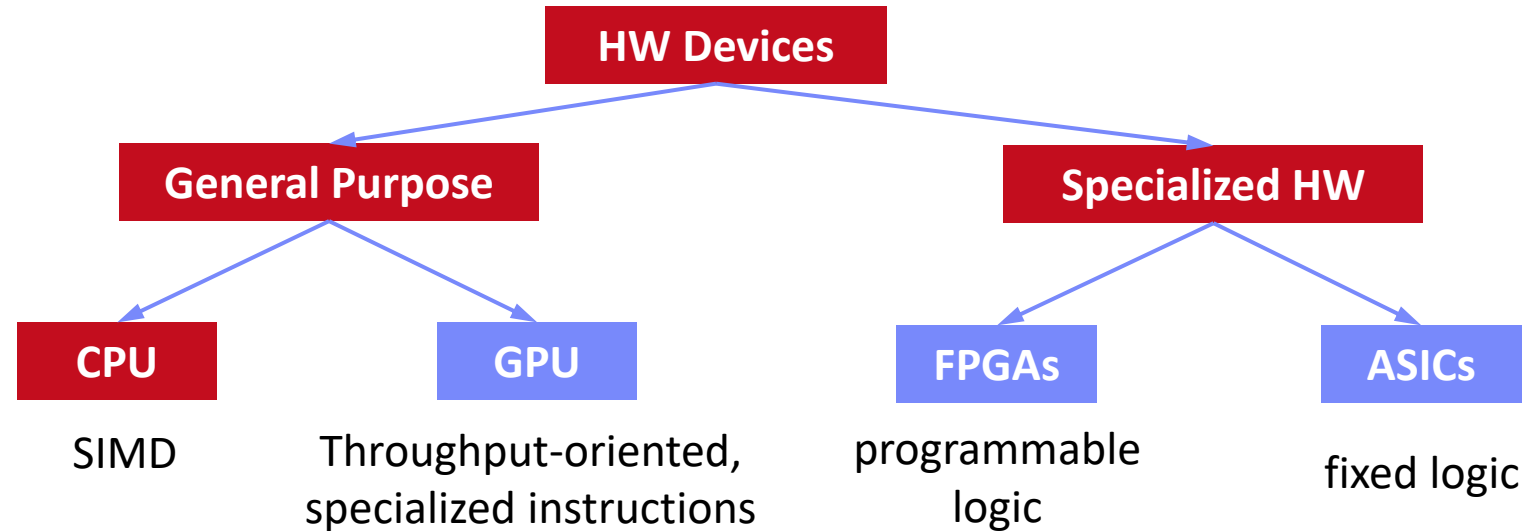 HW Devices
General Purpose
Specialized HW
CPU
GPU
FPGAs
ASICs
SIMD
Throughput-oriented,
specialized instructions
programmable
logic
fixed logic